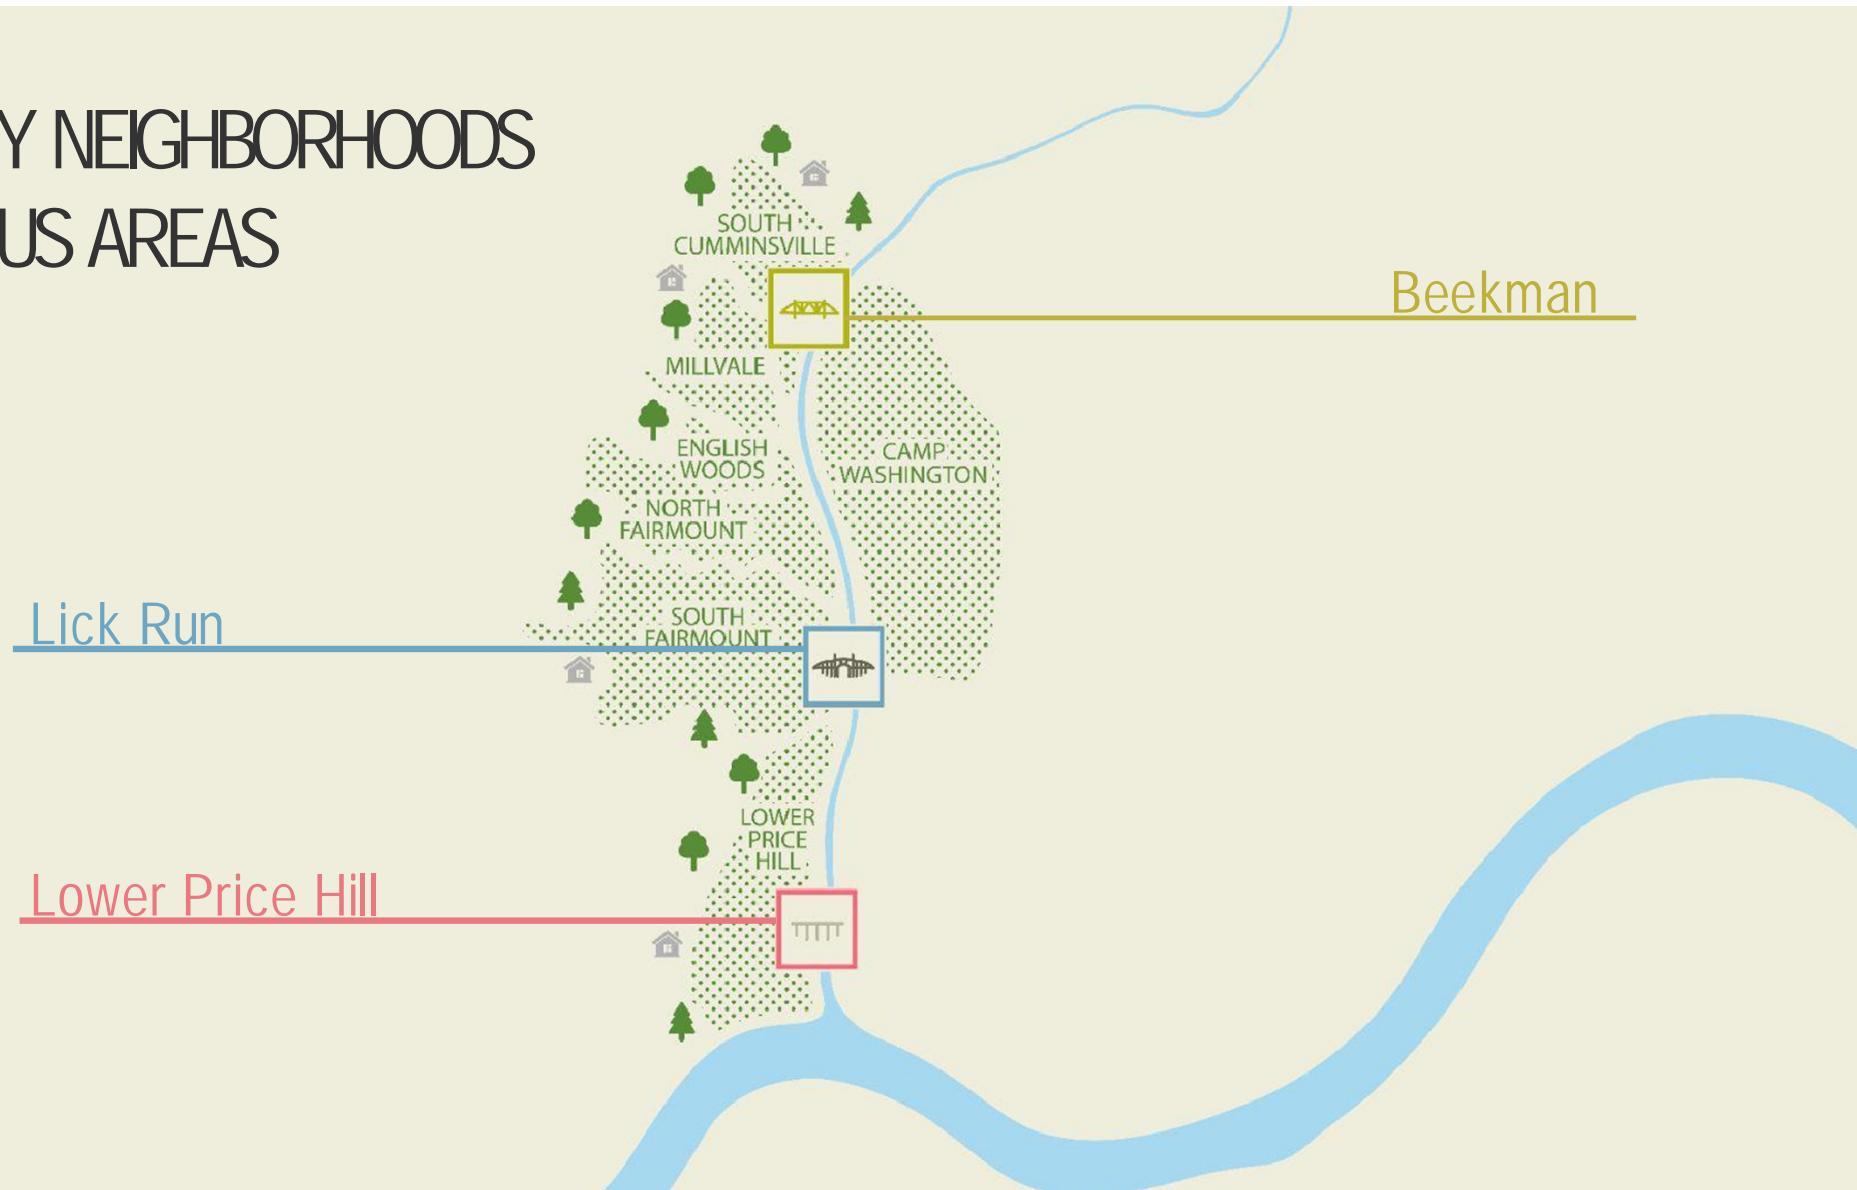 Y NEIGHBORHOODS
US AREAS
SOUTH
CUMMINSVILLE
Beekman
MILLVALE
ENGLISH
WOODS
CAMP
WASHINGTON
NORTH
FAIRMOUNT
Lick Run
SOUTH
FAIRMOUNT
LOWER
PRICE
HILL
Lower Price Hill